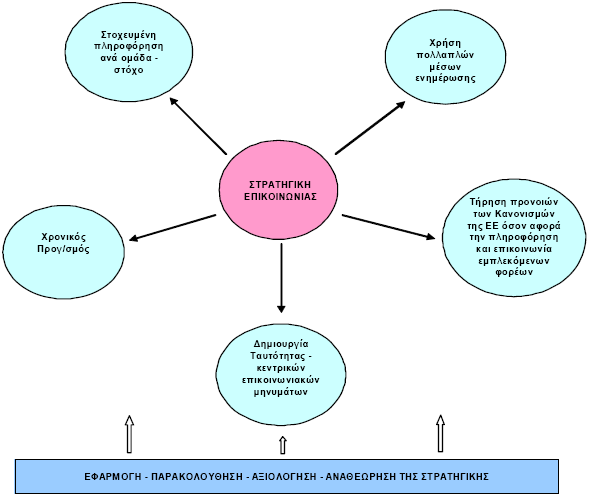 Στοχευμένη
πληροφόρηση
ανά ομάδα -
στόχο
Χρήση
πολλαπλών
μέσων
ενημέρωσης
ΣΤΡΑΤΗΓΙΚΗ
ΕΠΙΚΟΙΝΩΝΙΑΣ
Τήρηση προνοιών
των Κανονισμών
της ΕΕ όσον αφορά
την πληροφόρηση
και επικοινωνία
εμπλεκόμενων
φορέων
Χρονικός
Προγ/σμός
Δημιουργία
Ταυτότητας -
κεντρικών
επικοινωνιακών
μηνυμάτων
ΕΦΑΡΜΟΓΗ - ΠΑΡΑΚΟΛΟΥΘΗΣΗ - ΑΞΙΟΛΟΓΗΣΗ - ΑΝΑΘΕΩΡΗΣΗ ΤΗΣ ΣΤΡΑΤΗΓΙΚΗΣ